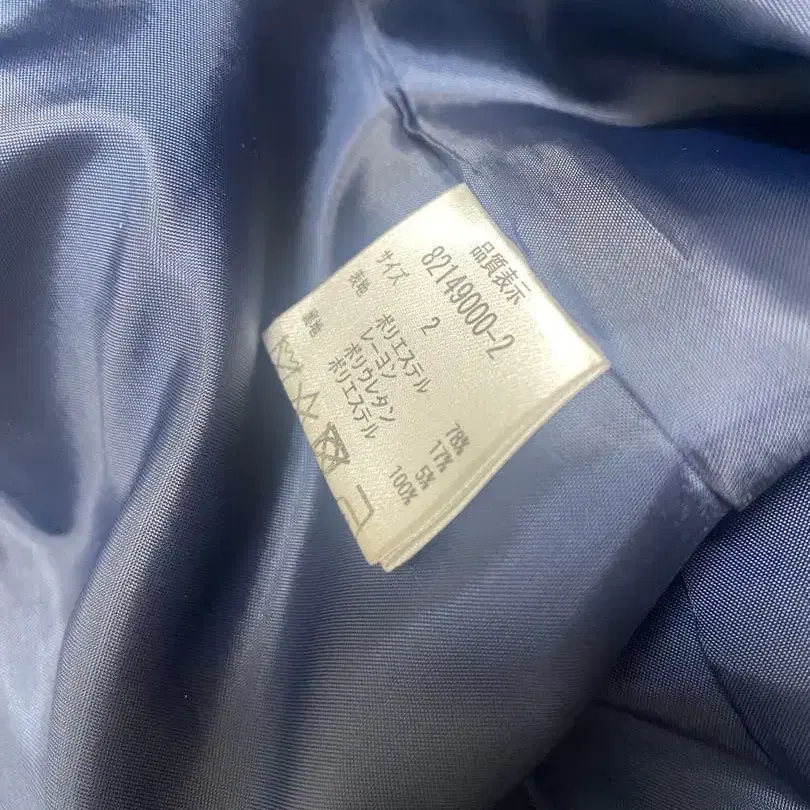 品質表示
82149000-2
サイズ 2
表地 ポリエステル 78%
レーヨン 17%
ポリウレタン 5%
裏地 ポリエステル 100%